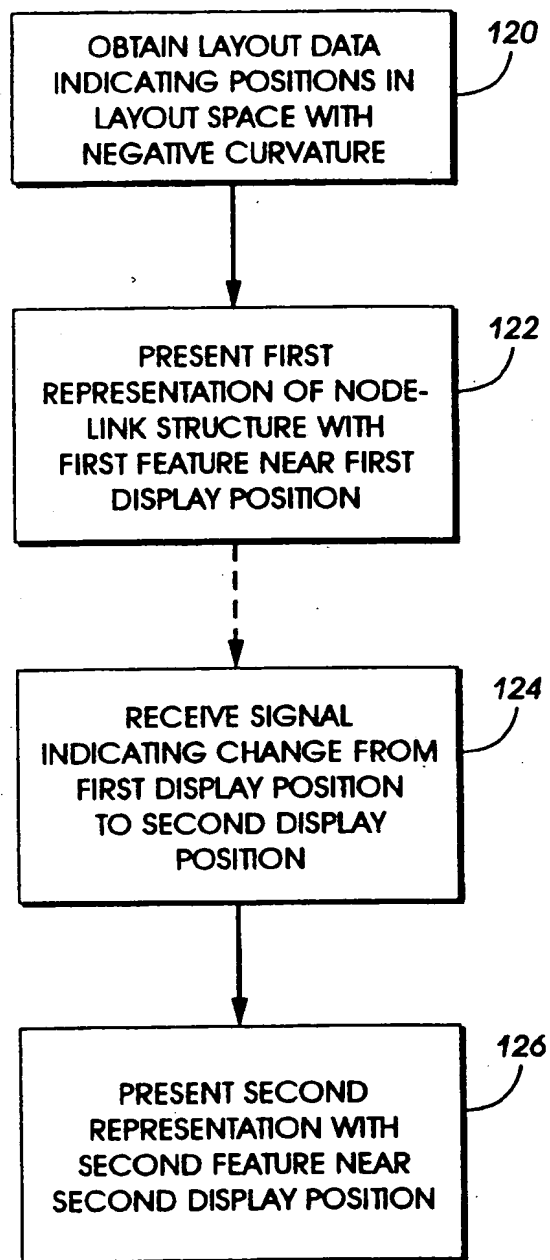 OBTAIN LAYOUT DATA
INDICATING POSITIONS IN
LAYOUT SPACE WITH
NEGATIVE CURVATURE
120
PRESENT FIRST
REPRESENTATION OF NODE-
LINK STRUCTURE WITH
FIRST FEATURE NEAR FIRST
DISPLAY POSITION
122
RECEIVE SIGNAL
INDICATING CHANGE FROM
FIRST DISPLAY POSITION
TO SECOND DISPLAY
POSITION
124
PRESENT SECOND
REPRESENTATION WITH
SECOND FEATURE NEAR
SECOND DISPLAY POSITION
126